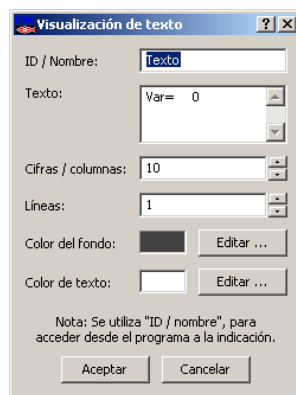 Visualización de texto
ID / Nombre: Texto
Texto: Var=   0
Cifras / columnas: 10
Líneas: 1
Color del fondo: Editar ...
Color de texto: Editar ...
Nota: Se utiliza "ID / nombre", para
acceder desde el programa a la indicación.
Aceptar Cancelar